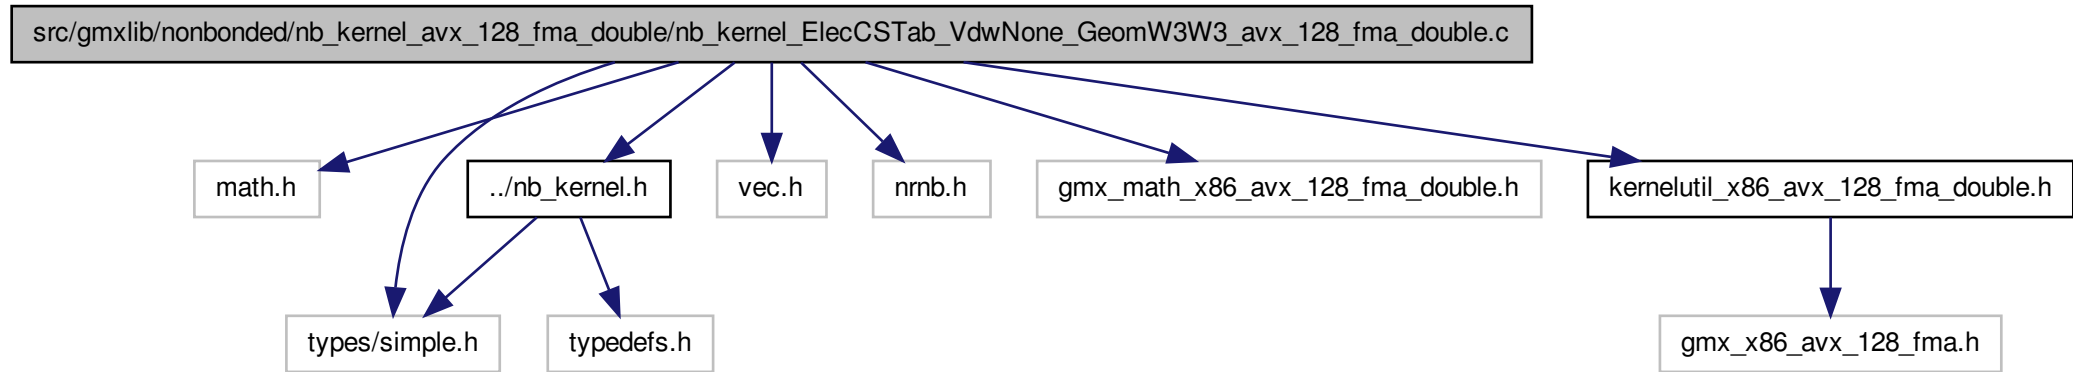 src/gmxlib/nonbonded/nb_kernel_avx_128_fma_double/nb_kernel_ElecCSTab_VdwNone_GeomW3W3_avx_128_fma_double.c
math.h
../nb_kernel.h
vec.h
nrnb.h
gmx_math_x86_avx_128_fma_double.h
kernelutil_x86_avx_128_fma_double.h
types/simple.h
typedefs.h
gmx_x86_avx_128_fma.h